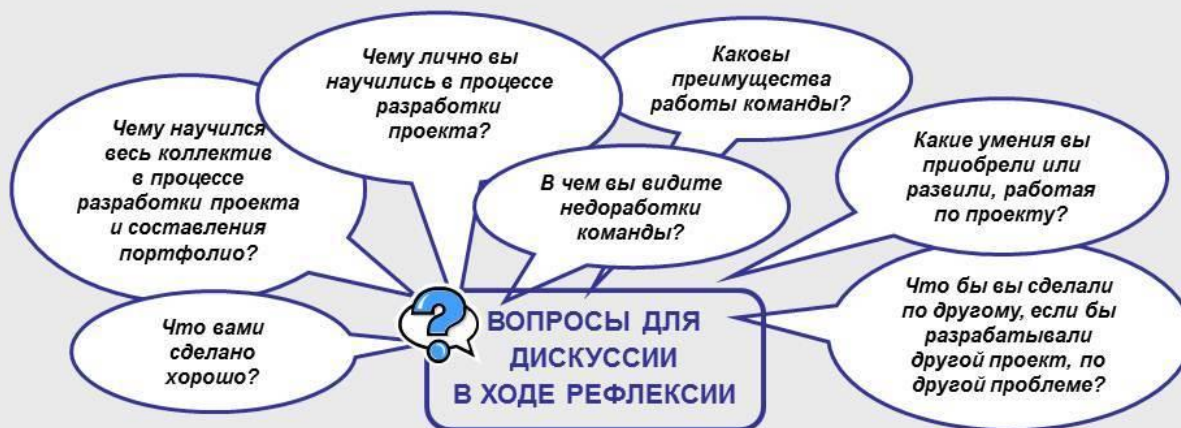 Чему лично вы
научились в процессе
разработки
проекта?
Каковы
преимущества
работы команды?
Чему научился
весь коллектив
в процессе
разработки проекта
и составления
портфолио?
В чем вы видите
недоработки
команды?
Какие умения вы
приобрели или
развили, работая
по проекту?
Что вами
сделано
хорошо?
Что бы вы сделали
по другому, если бы
разрабатывали
другой проект, по
другой проблеме?
?
ВОПРОСЫ ДЛЯ
ДИСКУССИИ
В ХОДЕ РЕФЛЕКСИИ